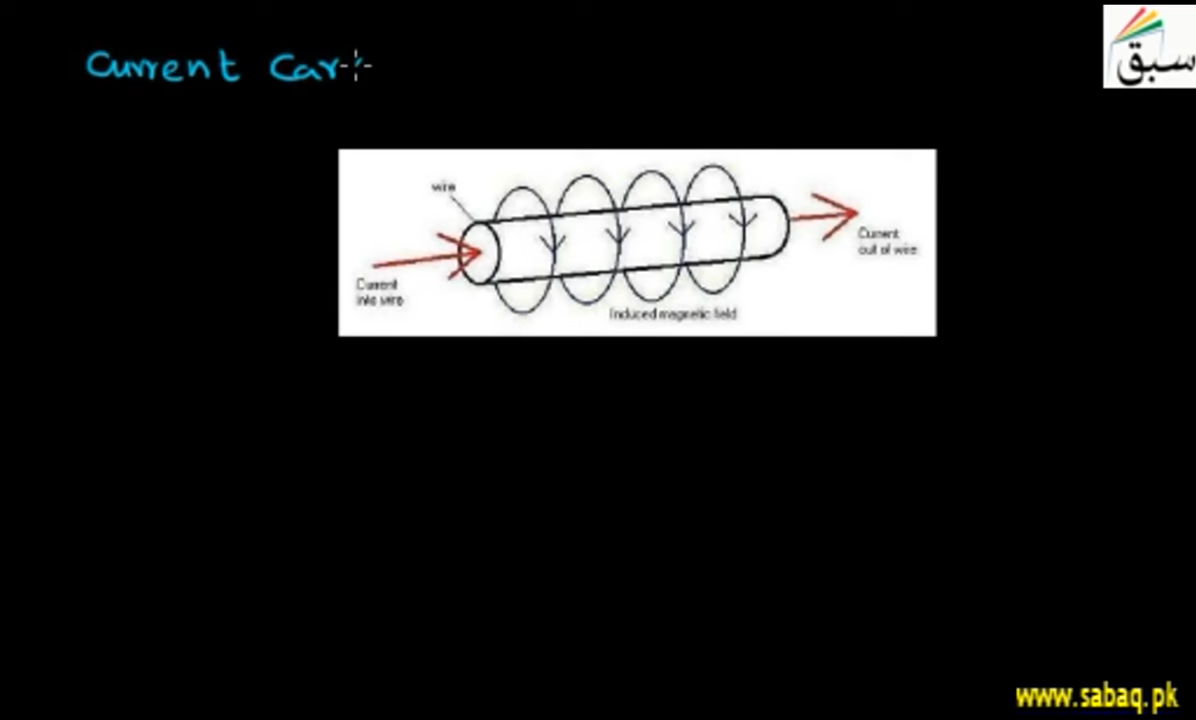 Current Car
سبق
wire
Current
into wire
Current
out of wire
Induced magnetic field
www.sabaq.pk